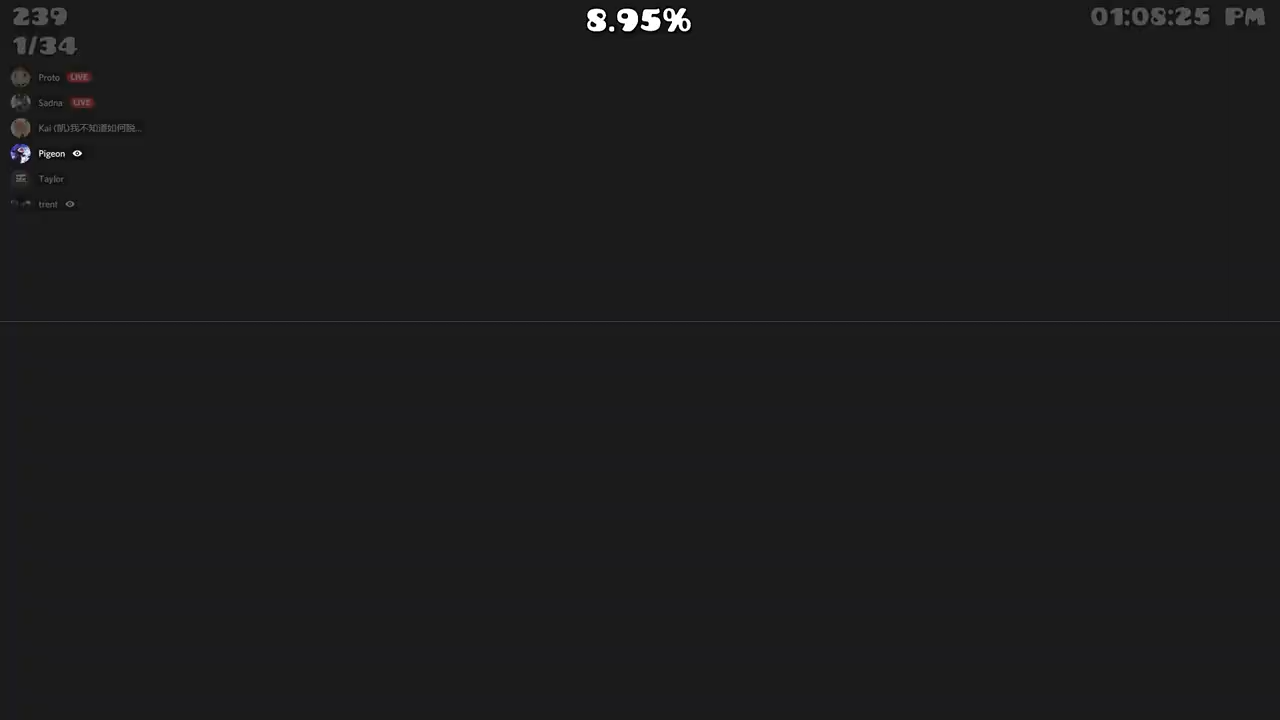 239
8.95%
01:08:25 PM
1/34
Proto LIVE
Sadna LIVE
Kai (凯)我不知道如何脱...
Pigeon
Taylor
trent